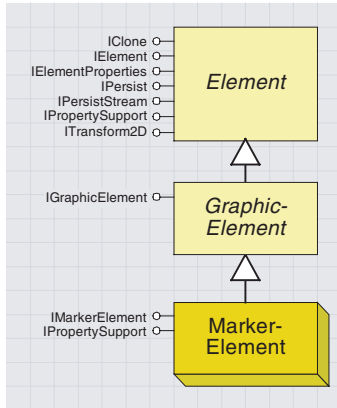 IClone
IElement
IElementProperties
IPersist
IPersistStream
IPropertySupport
ITransform2D
Element
IGraphicElement
Graphic-
Element
IMarkerElement
IPropertySupport
Marker-
Element